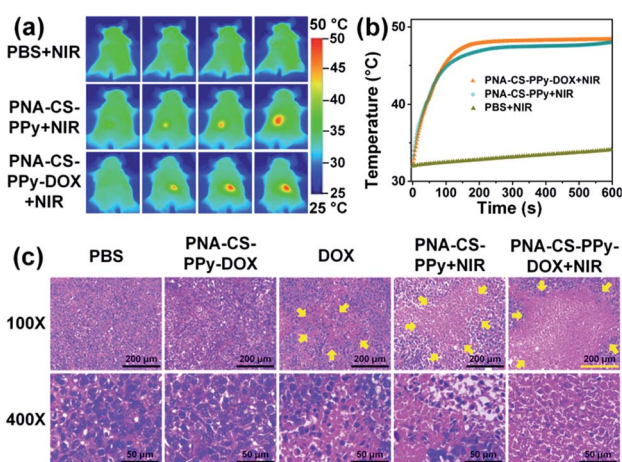 (a)
PBS+NIR
PNA-CS-
PPy+NIR
PNA-CS-
PPy-DOX
+NIR
50 °C
50
45
40
35
30
25
25 °C
(b)
Temperature (°C)
50
40
30
PNA-CS-PPy-DOX+NIR
PNA-CS-PPy+NIR
PBS+NIR
0 100 200 300 400 500 600
Time (s)
(c)
PBS
PNA-CS-
PPy-DOX
DOX
PNA-CS-
PPy+NIR
PNA-CS-PPy-
DOX+NIR
100X
200 µm
200 µm
200 µm
200 µm
200 µm
400X
50 µm
50 µm
50 µm
50 µm
50 µm